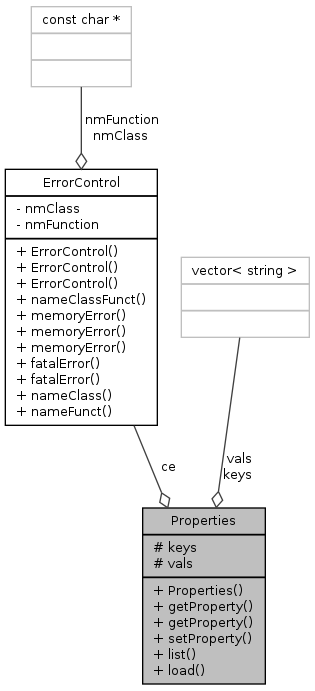 const char *
nmFunction
nmClass
ErrorControl
- nmClass
- nmFunction
+ ErrorControl()
+ ErrorControl()
+ ErrorControl()
+ nameClassFunct()
+ memoryError()
+ memoryError()
+ memoryError()
+ fatalError()
+ fatalError()
+ nameClass()
+ nameFunct()
vector< string >
ce
vals
keys
Properties
# keys
# vals
+ Properties()
+ getProperty()
+ getProperty()
+ setProperty()
+ list()
+ load()